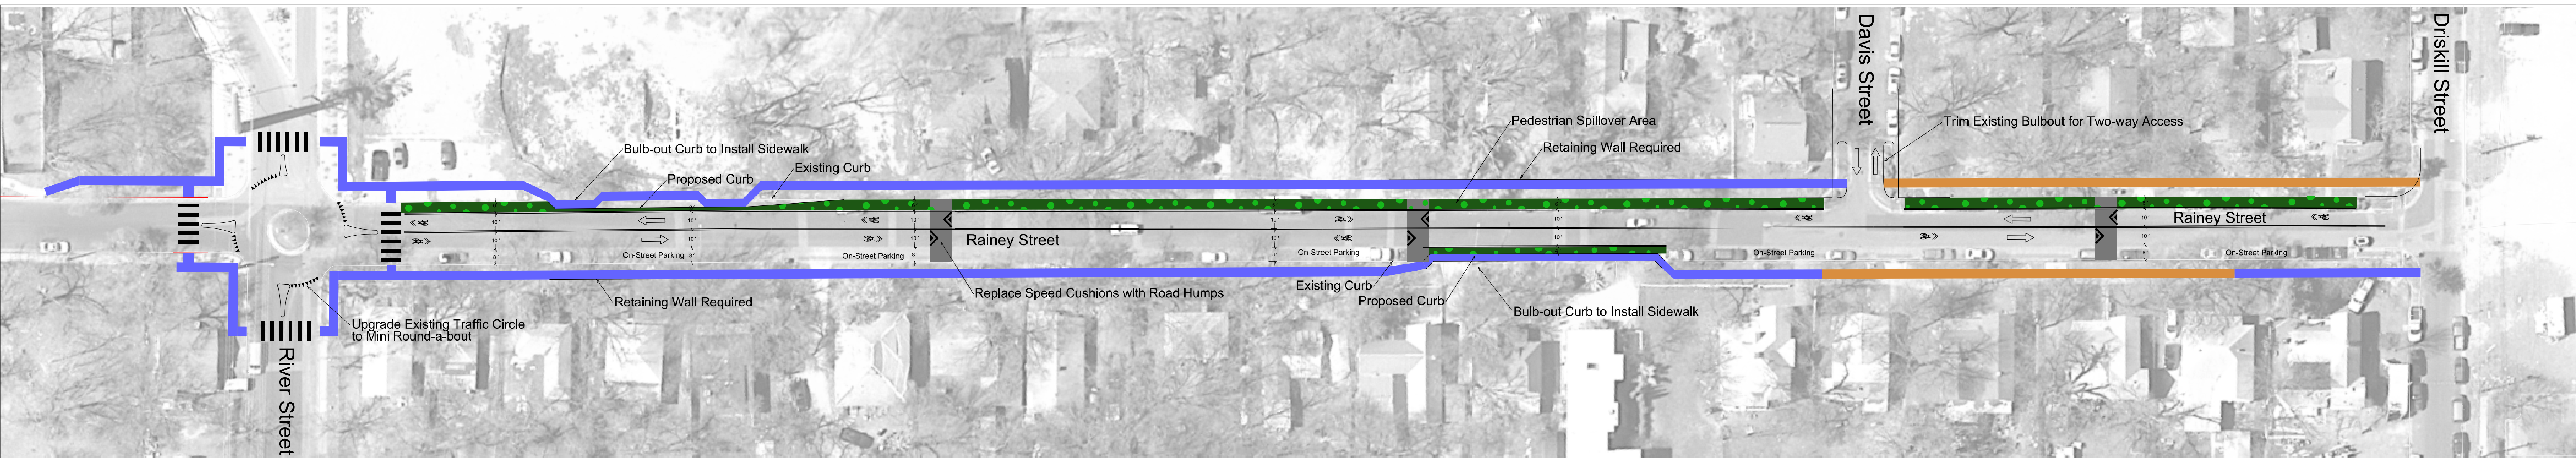 Davis Street
Driskill Street
Pedestrian Spillover Area
Trim Existing Bulbout for Two-way Access
Bulb-out Curb to Install Sidewalk
Retaining Wall Required
Existing Curb
Proposed Curb
Rainey Street
Rainey Street
On-Street Parking
On-Street Parking
On-Street Parking
On-Street Parking
On-Street Parking
Existing Curb
Replace Speed Cushions with Road Humps
Retaining Wall Required
Proposed Curb
Bulb-out Curb to Install Sidewalk
Upgrade Existing Traffic Circle
to Mini Round-a-bout
River Street